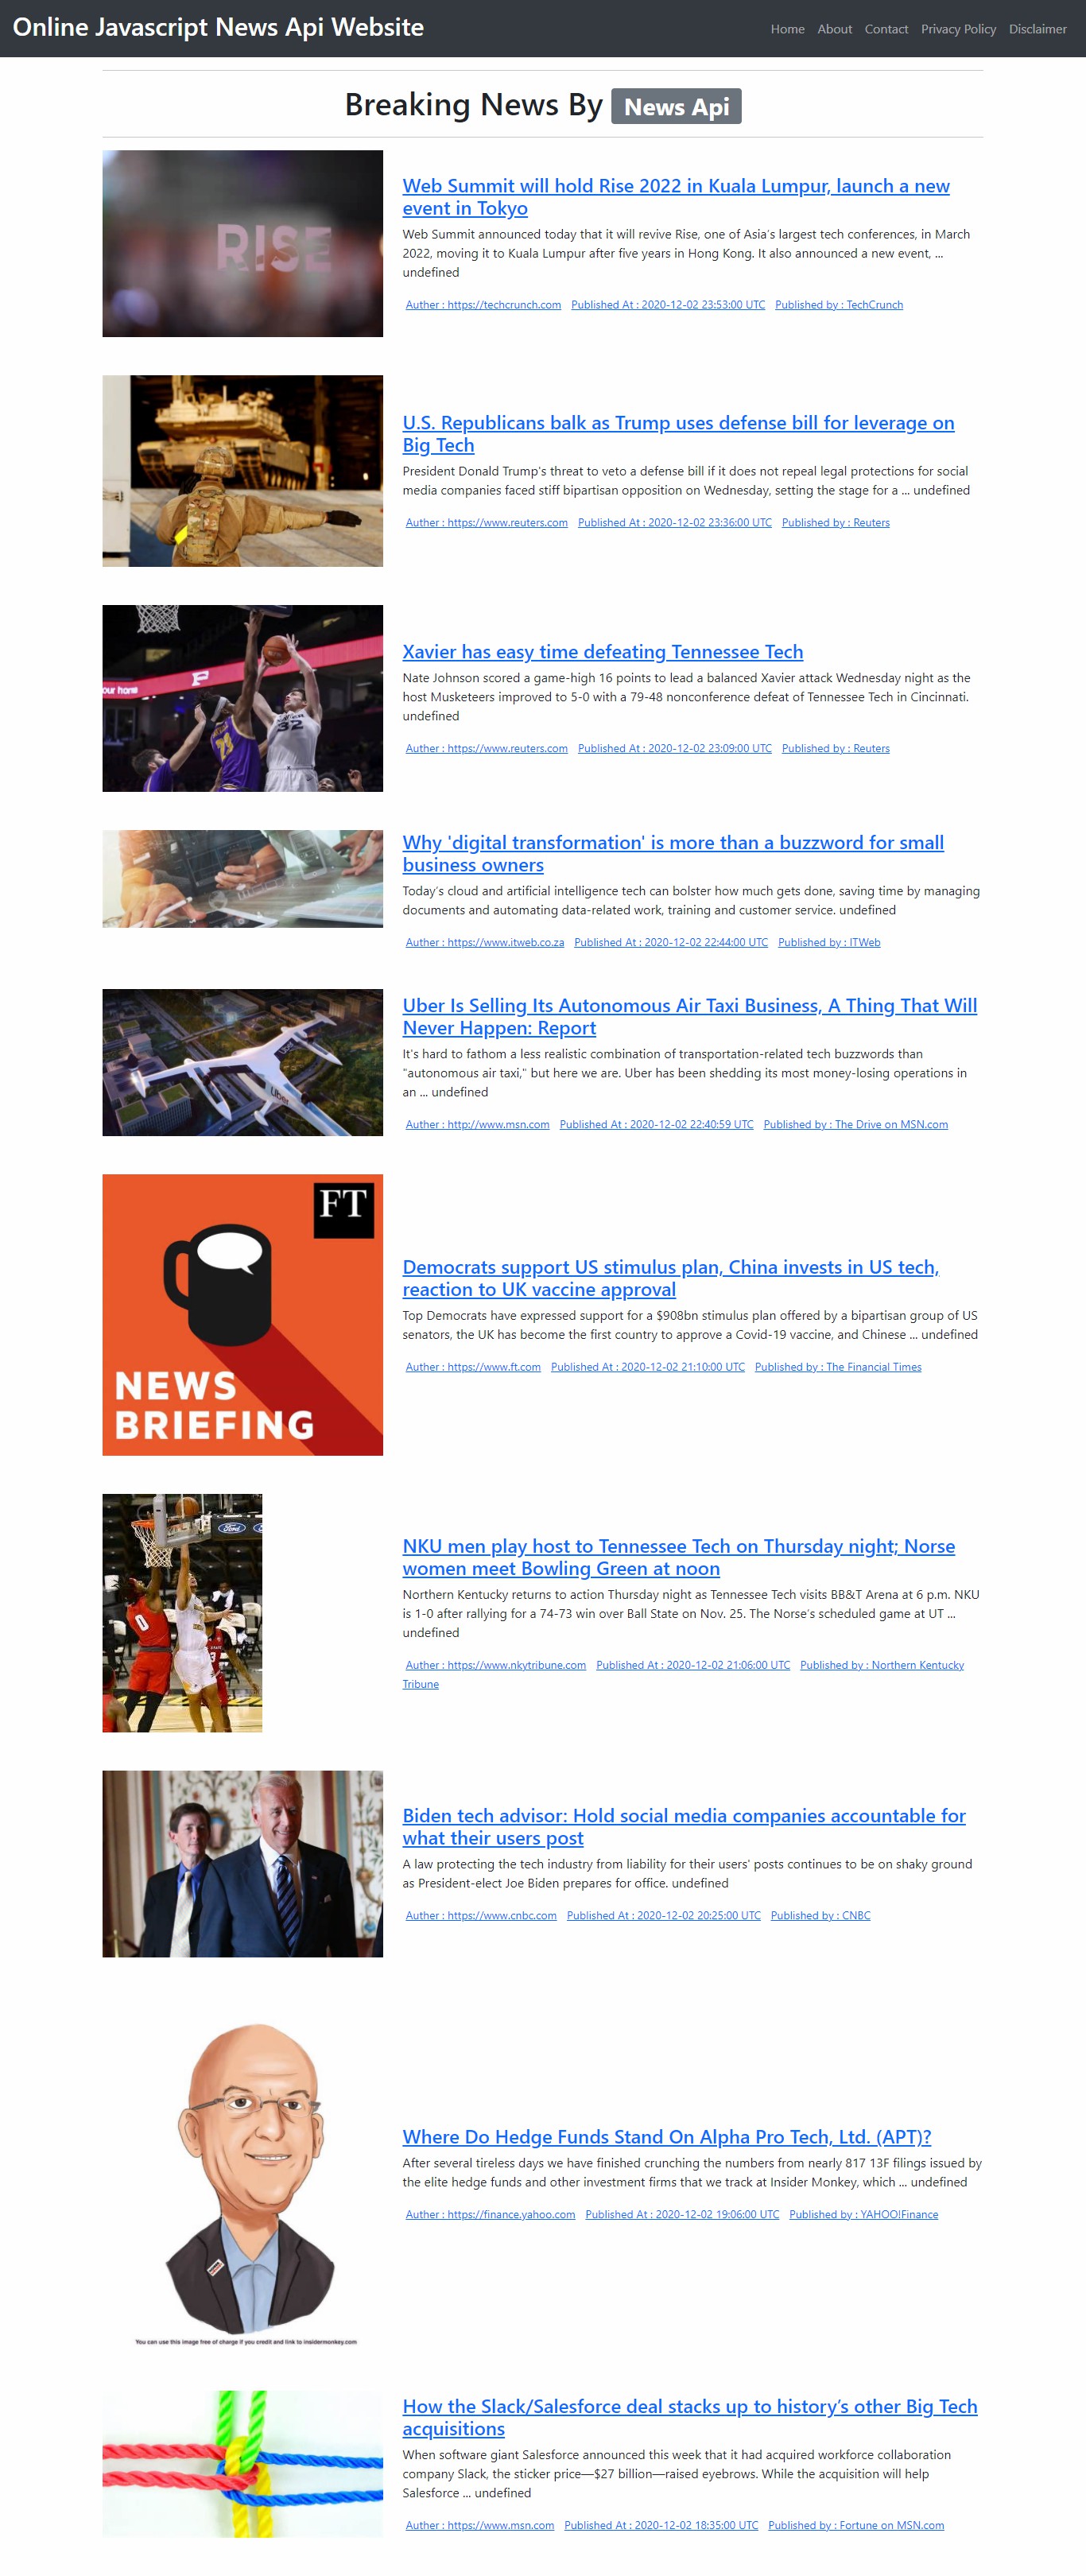 Online Javascript News Api Website
Home About Contact Privacy Policy Disclaimer
Breaking News By News Api
RISE
Web Summit will hold Rise 2022 in Kuala Lumpur, launch a new
event in Tokyo
Web Summit announced today that it will revive Rise, one of Asia's largest tech conferences, in March
2022, moving it to Kuala Lumpur after five years in Hong Kong. It also announced a new event, ...
undefined
Auther : https://techcrunch.com Published At : 2020-12-02 23:53:00 UTC Published by : TechCrunch
U.S. Republicans balk as Trump uses defense bill for leverage on
Big Tech
President Donald Trump's threat to veto a defense bill if it does not repeal legal protections for social
media companies faced stiff bipartisan opposition on Wednesday, setting the stage for a ... undefined
Auther : https://www.reuters.com Published At : 2020-12-02 23:36:00 UTC Published by : Reuters
our home
32
Xavier has easy time defeating Tennessee Tech
Nate Johnson scored a game-high 16 points to lead a balanced Xavier attack Wednesday night as the
host Musketeers improved to 5-0 with a 79-48 nonconference defeat of Tennessee Tech in Cincinnati.
undefined
Auther : https://www.reuters.com Published At : 2020-12-02 23:09:00 UTC Published by : Reuters
Why 'digital transformation' is more than a buzzword for small
business owners
Today's cloud and artificial intelligence tech can bolster how much gets done, saving time by managing
documents and automating data-related work, training and customer service. undefined
Auther : https://www.itweb.co.za Published At : 2020-12-02 22:44:00 UTC Published by : ITWeb
Uber
Uber Is Selling Its Autonomous Air Taxi Business, A Thing That Will
Never Happen: Report
It's hard to fathom a less realistic combination of transportation-related tech buzzwords than
"autonomous air taxi," but here we are. Uber has been shedding its most money-losing operations in
an ... undefined
Auther : http://www.msn.com Published At : 2020-12-02 22:40:59 UTC Published by : The Drive on MSN.com
FT
NEWS
BRIEFING
Democrats support US stimulus plan, China invests in US tech,
reaction to UK vaccine approval
Top Democrats have expressed support for a $908bn stimulus plan offered by a bipartisan group of US
senators, the UK has become the first country to approve a Covid-19 vaccine, and Chinese ... undefined
Auther : https://www.ft.com Published At : 2020-12-02 21:10:00 UTC Published by : The Financial Times
Ford
0
NKU men play host to Tennessee Tech on Thursday night; Norse
women meet Bowling Green at noon
Northern Kentucky returns to action Thursday night as Tennessee Tech visits BB&T Arena at 6 p.m. NKU
is 1-0 after rallying for a 74-73 win over Ball State on Nov. 25. The Norse's scheduled game at UT ...
undefined
Auther : https://www.nkytribune.com Published At : 2020-12-02 21:06:00 UTC Published by : Northern Kentucky
Tribune
Biden tech advisor: Hold social media companies accountable for
what their users post
A law protecting the tech industry from liability for their users' posts continues to be on shaky ground
as President-elect Joe Biden prepares for office. undefined
Auther : https://www.cnbc.com Published At : 2020-12-02 20:25:00 UTC Published by : CNBC
You can use this image free of charge if you credit and link to insidermonkey.com
Where Do Hedge Funds Stand On Alpha Pro Tech, Ltd. (APT)?
After several tireless days we have finished crunching the numbers from nearly 817 13F filings issued by
the elite hedge funds and other investment firms that we track at Insider Monkey, which ... undefined
Auther : https://finance.yahoo.com Published At : 2020-12-02 19:06:00 UTC Published by : YAHOO!Finance
How the Slack/Salesforce deal stacks up to history's other Big Tech
acquisitions
When software giant Salesforce announced this week that it had acquired workforce collaboration
company Slack, the sticker price—$27 billion—raised eyebrows. While the acquisition will help
Salesforce ... undefined
Auther : https://www.msn.com Published At : 2020-12-02 18:35:00 UTC Published by : Fortune on MSN.com